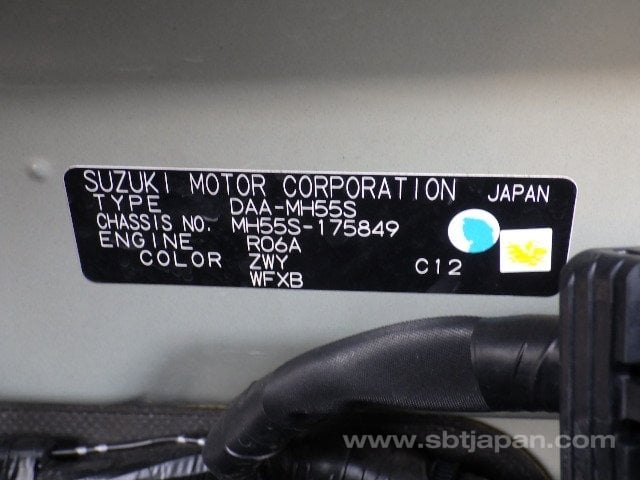 SUZUKI MOTOR CORPORATION JAPAN
TYPE DAA-MH55S
CHASSIS NO. MH55S-175849
ENGINE R06A
COLOR ZWY C12
WFXB
www.sbtjapan.com